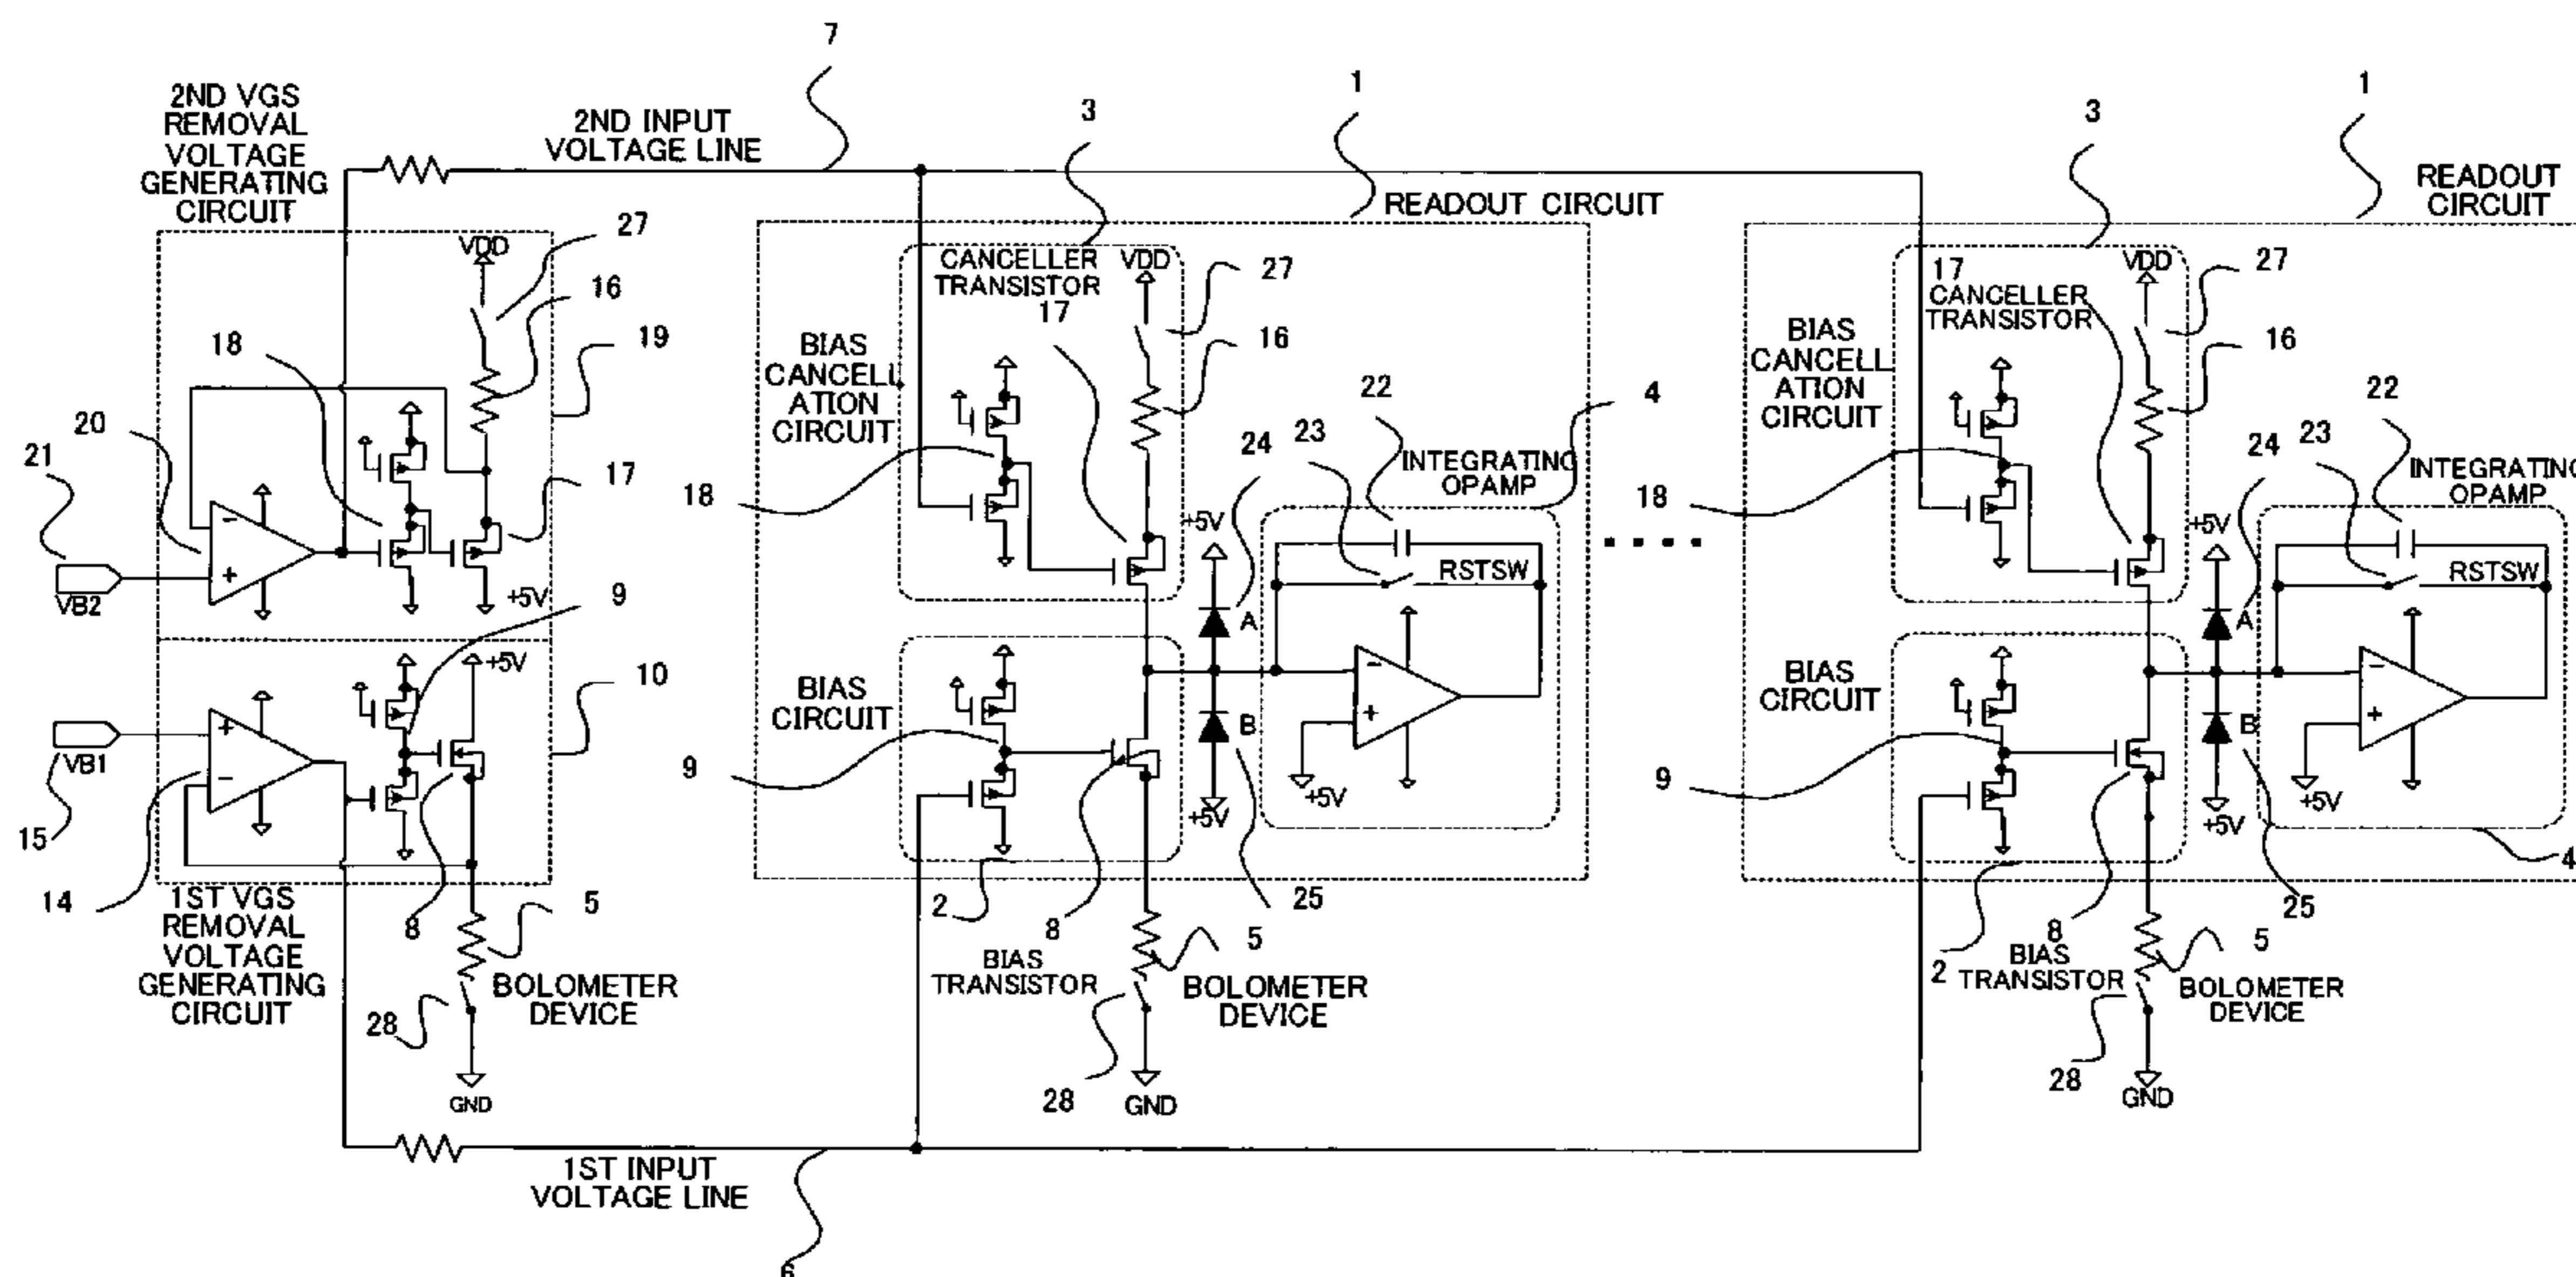 7
1
1
2ND VGS
REMOVAL
VOLTAGE
GENERATING
CIRCUIT
2ND INPUT
VOLTAGE LINE
3
3
READOUT CIRCUIT
READOUT
CIRCUIT
VDD
27
16
19
18
20
21
VB2
17
+5V
9
CANCELLER
TRANSISTOR
VDD
17
27
16
BIAS
CANCELL
ATION
CIRCUIT
18
22
4
24
23
INTEGRATING
OPAMP
+5V
RSTSW
A
17
CANCELLER
TRANSISTOR
VDD
27
16
BIAS
CANCELL
ATION
CIRCUIT
18
22
24
23
INTEGRATING
OPAMP
+5V
RSTSW
A
+5V
10
VB1
15
14
8
5
1ST VGS
REMOVAL
VOLTAGE
GENERATING
CIRCUIT
28
BOLOMETER
DEVICE
GND
BIAS
CIRCUIT
9
B
+5V
+5V
2
8
25
BIAS
TRANSISTOR
5
BOLOMETER
DEVICE
28
GND
BIAS
CIRCUIT
9
B
+5V
+5V
4
2
8
25
BIAS
TRANSISTOR
5
BOLOMETER
DEVICE
28
GND
1ST INPUT
VOLTAGE LINE
6